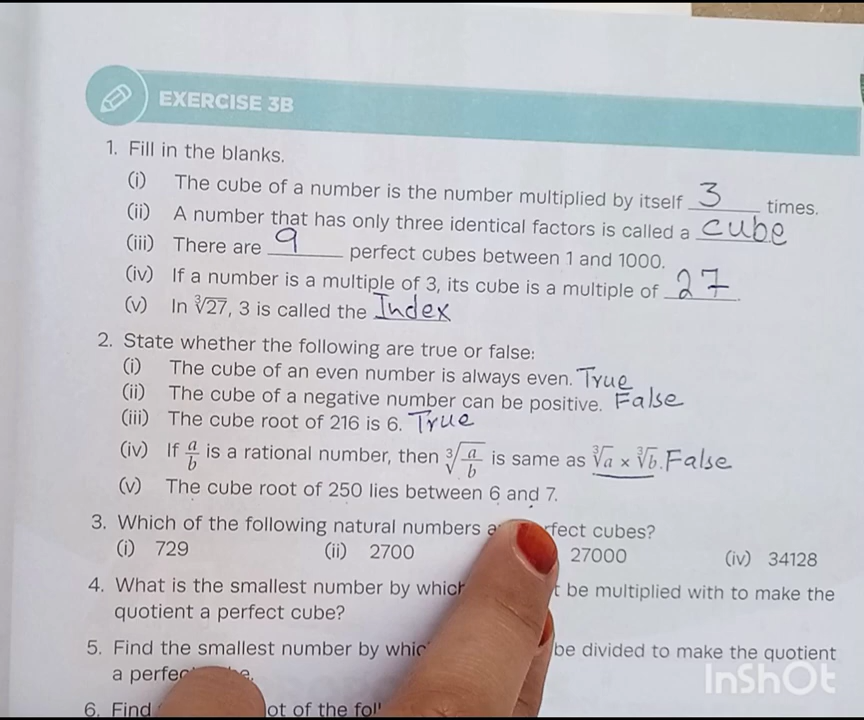 EXERCISE 3B
1. Fill in the blanks.
(i) The cube of a number is the number multiplied by itself 3 times.
(ii) A number that has only three identical factors is called a cube
(iii) There are 9 perfect cubes between 1 and 1000.
(iv) If a number is a multiple of 3, its cube is a multiple of 27.
(v) In ∛27, 3 is called the Index
2. State whether the following are true or false:
(i) The cube of an even number is always even. True
(ii) The cube of a negative number can be positive. False
(iii) The cube root of 216 is 6. True
(iv) If a/b is a rational number, then ∛(a/b) is same as ∛a × ∛b. False
(v) The cube root of 250 lies between 6 and 7.
3. Which of the following natural numbers cubes?
(i) 729 (ii) 2700 27000 (iv) 34128
4. What is the smallest number by be multiplied with to make the
quotient a perfect cube?
5. Find the smallest number by be divided to make the quotient
a
6. Find of the
InShOt